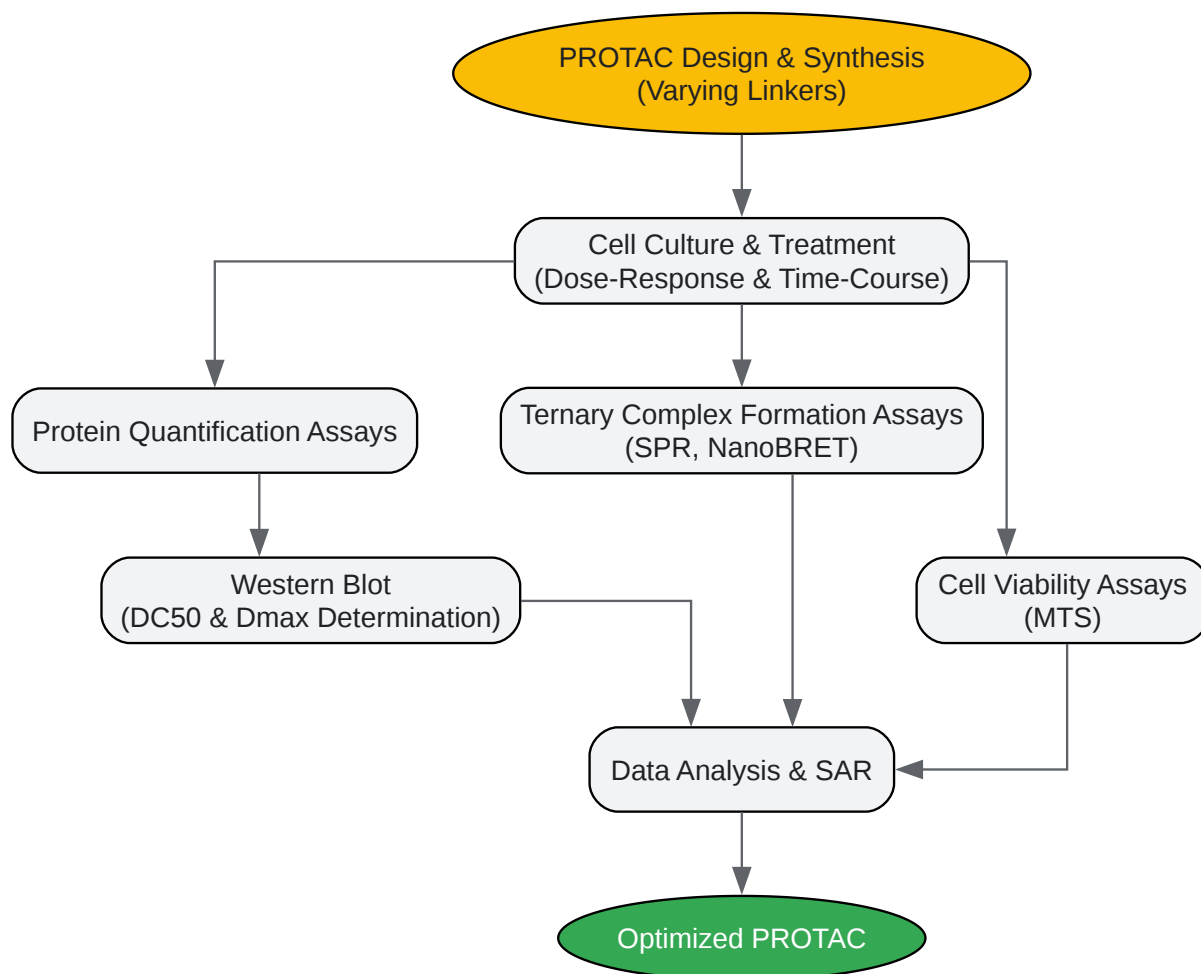 PROTAC Design & Synthesis
(Varying Linkers)
Cell Culture & Treatment
(Dose-Response & Time-Course)
Protein Quantification Assays
Ternary Complex Formation Assays
(SPR, NanoBRET)
Western Blot
(DC50 & Dmax Determination)
Cell Viability Assays
(MTS)
Data Analysis & SAR
Optimized PROTAC